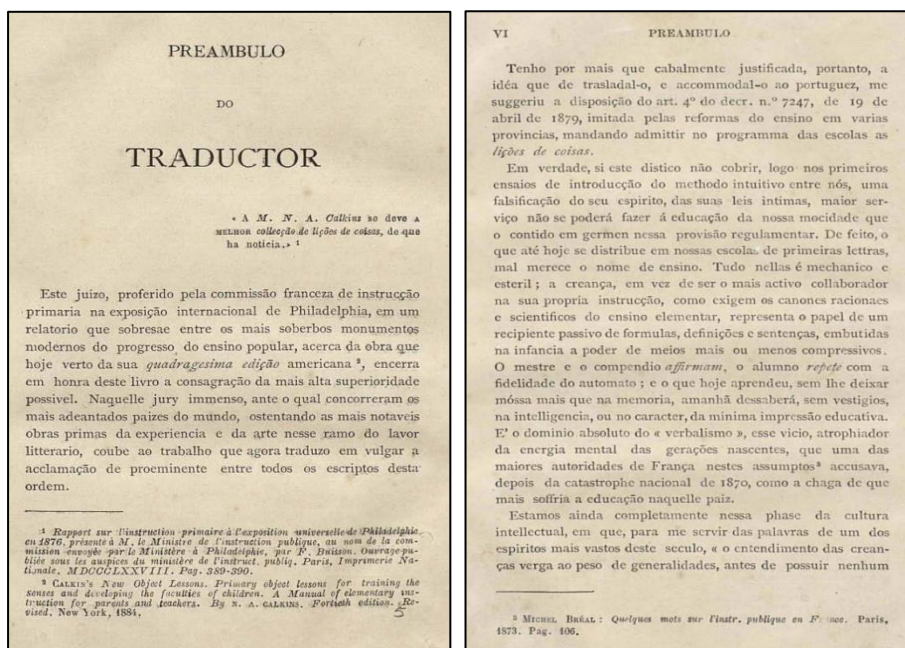 PREAMBULO
DO
TRADUCTOR
« A M. N. A. Calkins se deve A
MELHOR collecção de lições de coisas, de que
ha noticia.» ¹
Este juizo, proferido pela commissão franceza de instrucção
primaria na exposição internacional de Philadelphia, em um
relatorio que sobresae entre os mais soberbos monumentos
modernos do progresso do ensino popular, acerca da obra que
hoje verto da sua quadragesima edição americana ², encerra
em honra deste livro a consagração da mais alta superioridade
possivel. Naquelle jury immenso, ante o qual concorreram os
mais adeantados paizes do mundo, ostentando as mais notaveis
obras primas da experiencia e da arte nesse ramo do lavor
litterario, coube ao trabalho que agora traduzo em vulgar a
acclamação de proeminente entre todos os escriptos desta
ordem.
¹ Rapport sur l'instruction primaire à l'exposition universelle de Philadelphie
en 1876, présenté à M. le Ministre de l'instruction publique, au nom de la com-
mission envoyée par le Ministère à Philadelphie, par F. Buisson. Ouvrage pu-
bliée sous les auspices du ministère de l'instruct. publiq. Paris, Imprimerie Na-
tionale, MDCCCLXXVIII. Pag. 389-390.
² CALKIN'S New Object Lessons. Primary object lessons for training the
senses and developing the faculties of children. A Manual of elementary ins-
truction for parents and teachers. By N. A. CALKINS. Fortieth edition. Re-
vised. New York, 1884.
5
VI PREAMBULO
Tenho por mais que cabalmente justificada, portanto, a
idéa que de trasladal-o, e accommodal-o ao portuguez, me
suggeriu a disposição do art. 4º do decr. n.º 7247, de 19 de
abril de 1879, imitada pelas reformas do ensino em varias
provincias, mandando admittir no programma das escolas as
lições de coisas.
Em verdade, si este distico não cobrir, logo nos primeiros
ensaios de introducção do methodo intuitivo entre nós, uma
falsificação do seu espirito, das suas leis intimas, maior ser-
viço não se poderá fazer á educação da nossa mocidade que
o contido em germen nessa provisão regulamentar. De feito, o
que até hoje se distribue em nossas escolas de primeiras lettras,
mal merece o nome de ensino. Tudo nellas é mechanico e
esteril ; a creança, em vez de ser o mais activo collaborador
na sua propria instrucção, como exigem os canones racionaes
e scientificos do ensino elementar, representa o papel de um
recipiente passivo de formulas, definições e sentenças, embutidas
na infancia a poder de meios mais ou menos compressivos.
O mestre e o compendio affirmam, o alumno repete com a
fidelidade do automato ; e o que hoje aprendeu, sem lhe deixar
móssa mais que na memoria, amanhã dessaberá, sem vestigios,
na intelligencia, ou no caracter, da minima impressão educativa.
E' o dominio absoluto do « verbalismo », esse vicio, atrophiador
da energia mental das gerações nascentes, que uma das
maiores autoridades de França nestes assumptos³ accusava,
depois da catastrophe nacional de 1870, como a chaga de que
mais soffria a educação naquelle paiz.
Estamos ainda completamente nessa phase da cultura
intellectual, em que, para me servir das palavras de um dos
espiritos mais vastos deste seculo, « o entendimento das crean-
ças verga ao peso de generalidades, antes de possuir nenhum
³ MICHEL BRÉAL : Quelques mots sur l'instr. publique en France. Paris,
1873. Pag. 106.